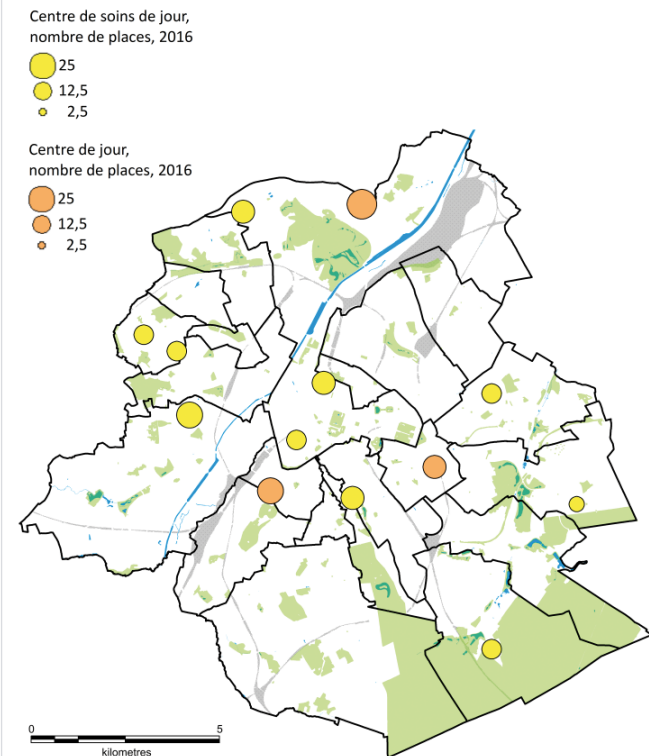 Centre de soins de jour,
nombre de places, 2016
25
12,5
2,5
Centre de jour,
nombre de places, 2016
25
12,5
2,5
0 5
kilometres